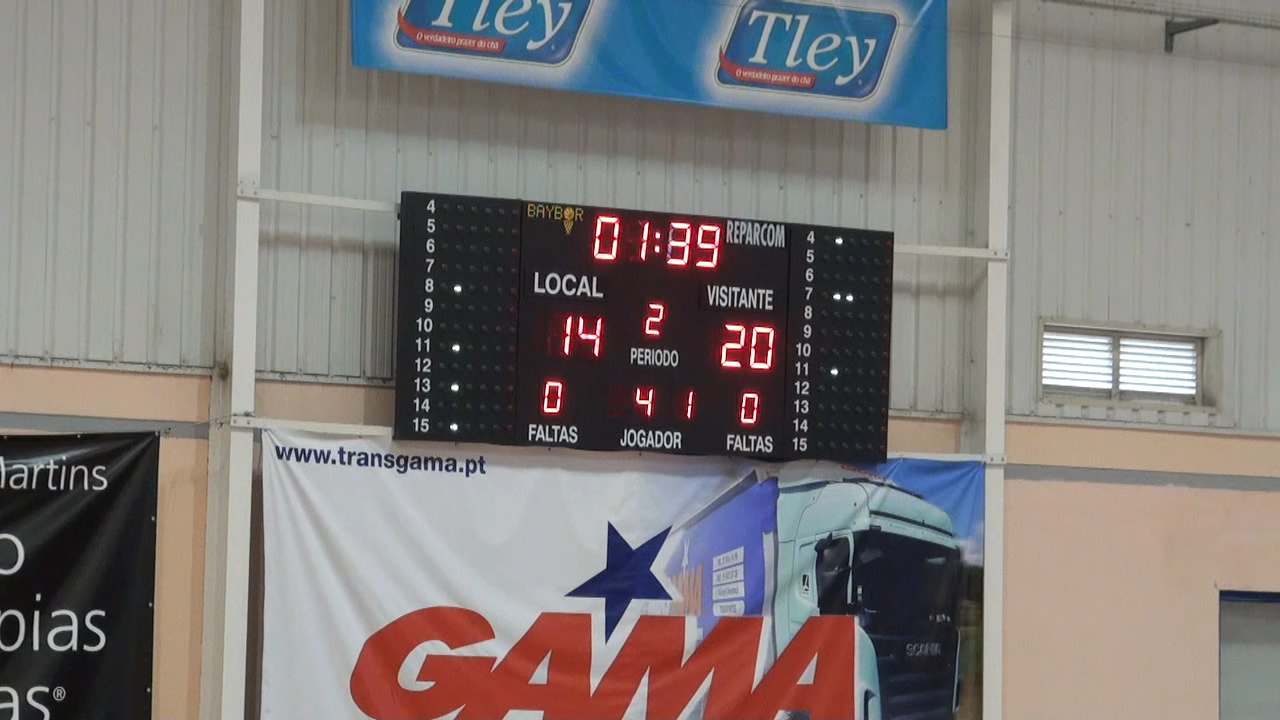 Tley
O verdadeiro prazer do chá
Tley
O verdadeiro prazer do chá
BAYBOR
01:39
REPARCOM
LOCAL
VISITANTE
14
2
20
PERIODO
0
4 1
0
FALTAS
JOGADOR
FALTAS
4
5
6
7
8
9
10
11
12
13
14
15
4
5
6
7
8
9
10
11
12
13
14
15
www.transgama.pt
GAMA
SCANIA
Martins
o
pias
as®